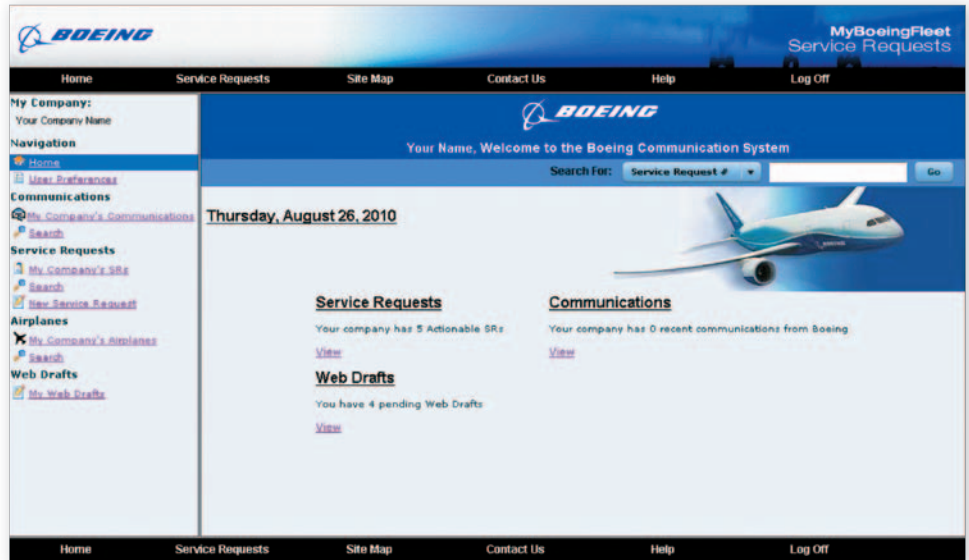 BOEING
MyBoeingFleet
Service Requests
Home Service Requests Site Map Contact Us Help Log Off
My Company:
Your Company Name
Navigation
Home
User Preferences
Communications
My Company's Communications
Search
Service Requests
My Company's SRs
Search
New Service Request
Airplanes
My Company's Airplanes
Search
Web Drafts
My Web Drafts
BOEING
Your Name, Welcome to the Boeing Communication System
Search For: Service Request # Go
Thursday, August 26, 2010
Service Requests
Your company has 5 Actionable SRs
View
Communications
Your company has 0 recent communications from Boeing
View
Web Drafts
You have 4 pending Web Drafts
View
Home Service Requests Site Map Contact Us Help Log Off